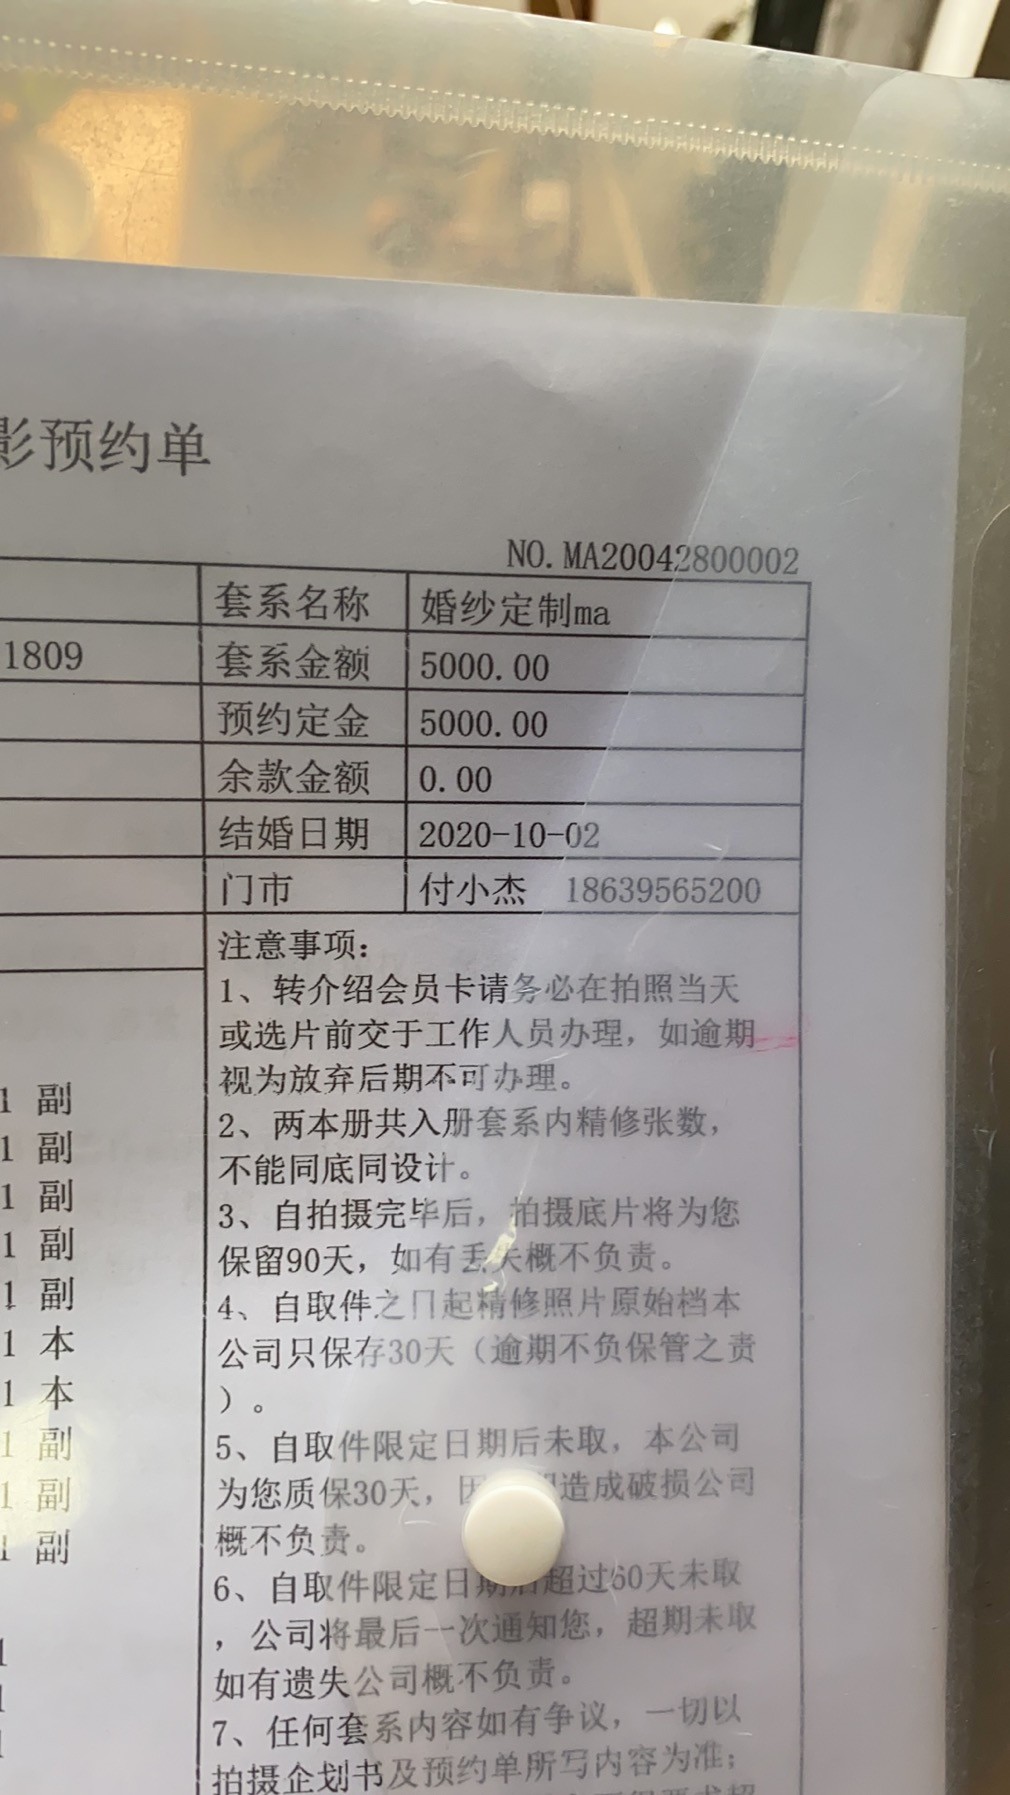 影预约单
NO.MA20042800002
套系名称 婚纱定制ma
1809 套系金额 5000.00
预约定金 5000.00
余款金额 0.00
结婚日期 2020-10-02
门市 付小杰 18639565200
注意事项:
1、转介绍会员卡请务必在拍照当天
或选片前交于工作人员办理，如逾期
视为放弃后期不可办理。
1 副
2、两本册共入册套系内精修张数，
1 副
不能同底同设计。
1 副
3、自拍摄完毕后，拍摄底片将为您
1 副
保留90天，如有丢失概不负责。
1 副
4、自取件之日起精修照片原始档本
1 本
公司只保存30天（逾期不负保管之责
1 本
）。
1 副
5、自取件限定日期后未取，本公司
1 副
为您质保30天，因 造成破损公司
1 副
概不负责。
6、自取件限定日期后超过60天未取
，公司将最后一次通知您，超期未取
1
如有遗失公司概不负责。
1
7、任何套系内容如有争议，一切以
1
拍摄企划书及预约单所写内容为准；